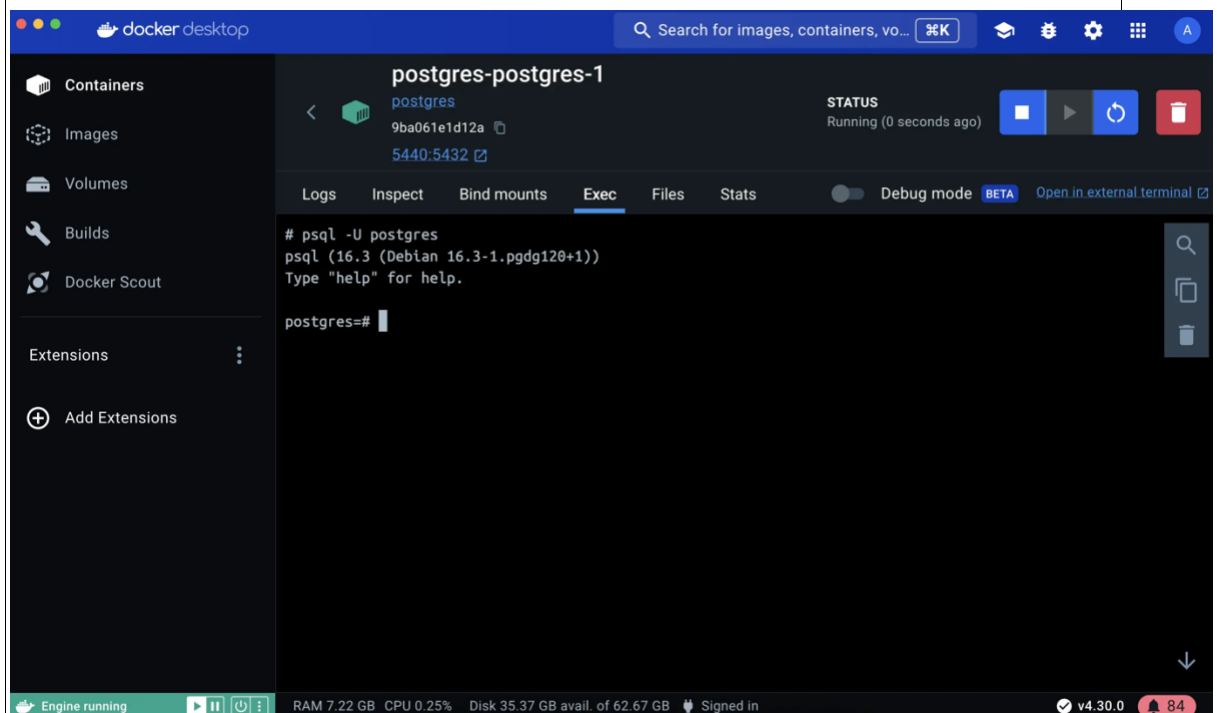 docker desktop
Search for images, containers, vo... ⌘K
A
Containers
Images
Volumes
Builds
Docker Scout
Extensions
Add Extensions
postgres-postgres-1
postgres
9ba061e1d12a
5440:5432
STATUS
Running (0 seconds ago)
Logs Inspect Bind mounts Exec Files Stats Debug mode BETA Open in external terminal
# psql -U postgres
psql (16.3 (Debian 16.3-1.pgdg120+1))
Type "help" for help.
postgres=#
Engine running RAM 7.22 GB CPU 0.25% Disk 35.37 GB avail. of 62.67 GB Signed in v4.30.0 84